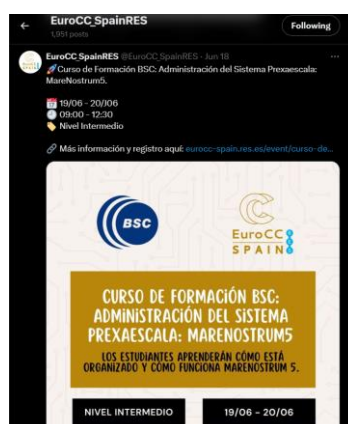 EuroCC_SpainRES
1,951 posts
Following
EuroCC_SpainRES @EuroCC_SpainRES · Jun 18
🚀Curso de Formación BSC: Administración del Sistema Prexaescala:
MareNostrum5.
📅 19/06 - 20/J06
🕘 09:00 - 12:30
🏷️ Nivel Intermedio
🔗 Más información y registro aquí: eurocc-spain.res.es/event/curso-de...
BSC
EuroCC
SPAIN
CURSO DE FORMACIÓN BSC:
ADMINISTRACIÓN DEL SISTEMA
PREXAESCALA: MARENOSTRUM5
LOS ESTUDIANTES APRENDERÁN CÓMO ESTÁ
ORGANIZADO Y CÓMO FUNCIONA MARENOSTRUM 5.
NIVEL INTERMEDIO
19/06 - 20/06